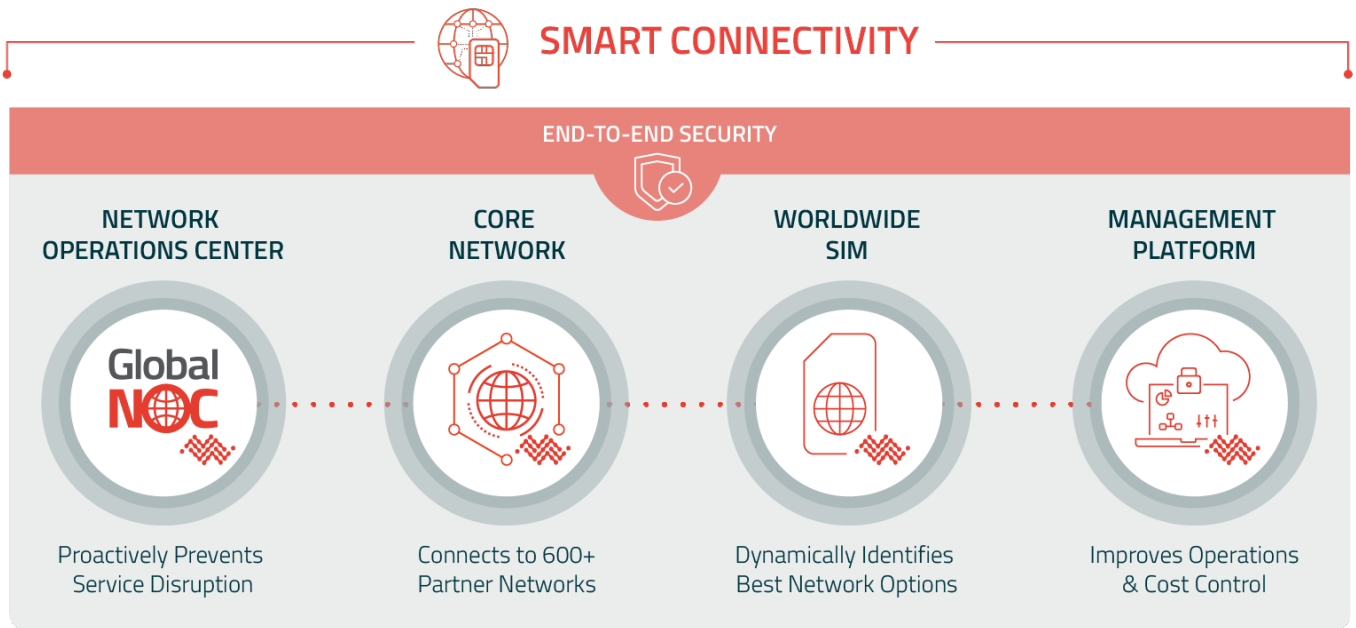 SMART CONNECTIVITY
END-TO-END SECURITY
NETWORK
OPERATIONS CENTER
Global
NOC
Proactively Prevents
Service Disruption
CORE
NETWORK
Connects to 600+
Partner Networks
WORLDWIDE
SIM
Dynamically Identifies
Best Network Options
MANAGEMENT
PLATFORM
Improves Operations
& Cost Control